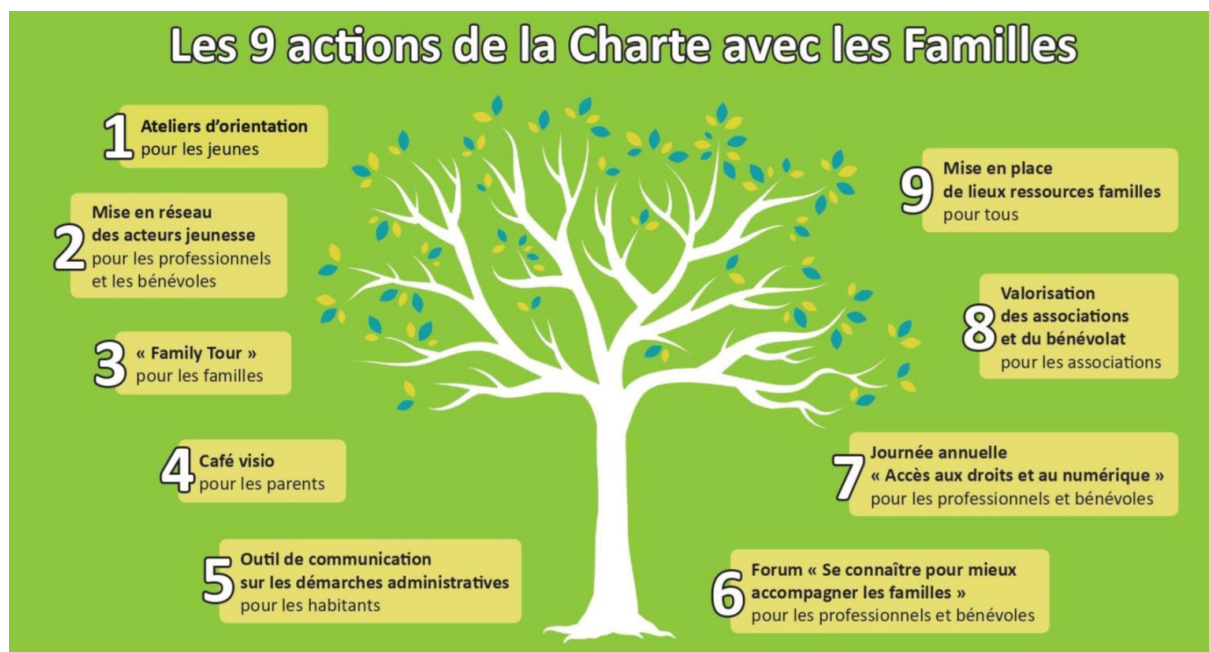 Les 9 actions de la Charte avec les Familles
1
Ateliers d'orientation
pour les jeunes
2
Mise en réseau
des acteurs jeunesse
pour les professionnels
et les bénévoles
3
« Family Tour »
pour les familles
4
Café visio
pour les parents
5
Outil de communication
sur les démarches administratives
pour les habitants
6
Forum « Se connaître pour mieux
accompagner les familles »
pour les professionnels et bénévoles
7
Journée annuelle
« Accès aux droits et au numérique »
pour les professionnels et bénévoles
8
Valorisation
des associations
et du bénévolat
pour les associations
9
Mise en place
de lieux ressources familles
pour tous